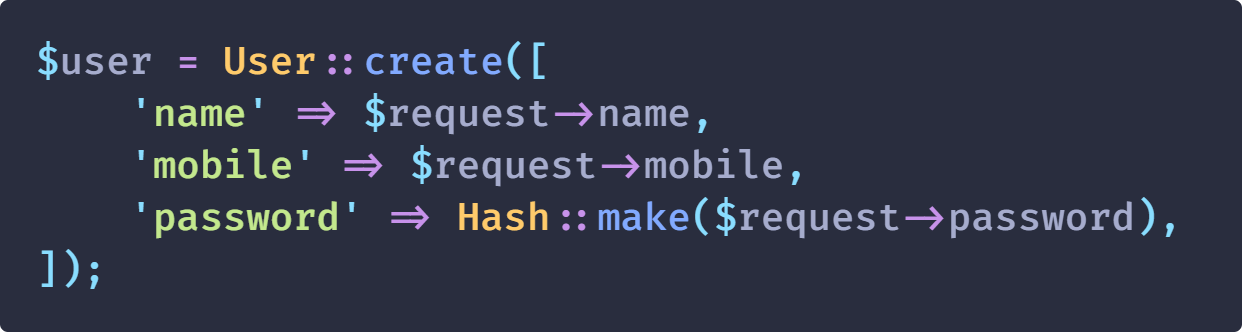 $user = User::create([
    'name' => $request->name,
    'mobile' => $request->mobile,
    'password' => Hash::make($request->password),
]);